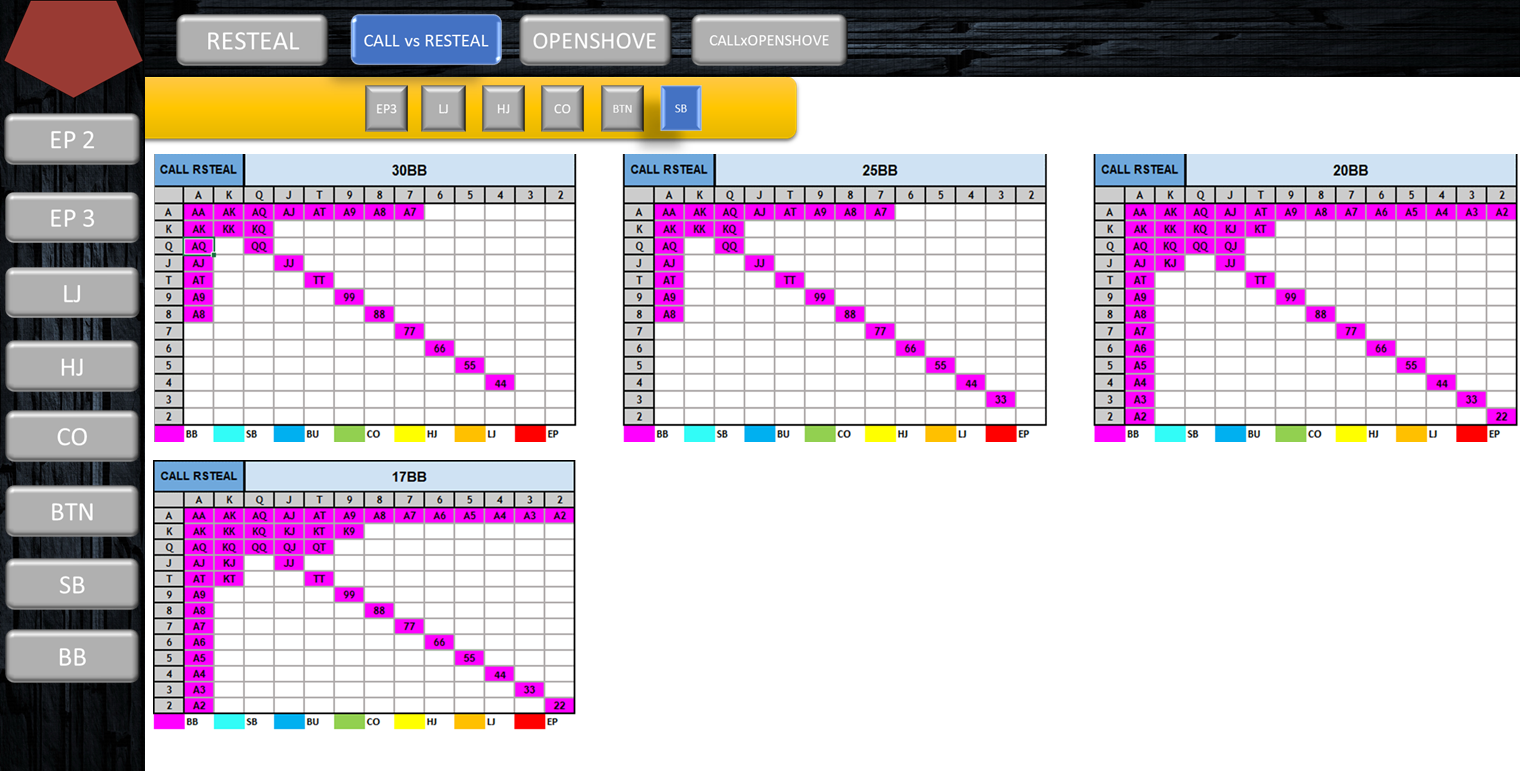 RESTEAL CALL vs RESTEAL OPENSHOVE CALLxOPENSHOVE
EP3 LJ HJ CO BTN SB
EP 2
EP 3
LJ
HJ
CO
BTN
SB
BB
CALL RSTEAL 30BB
A K Q J T 9 8 7 6 5 4 3 2
A AA AK AQ AJ AT A9 A8 A7
K AK KK KQ
Q AQ QQ
J AJ JJ
T AT TT
9 A9 99
8 A8 88
7 77
6 66
5 55
4 44
3
2
BB SB BU CO HJ LJ EP
CALL RSTEAL 25BB
A K Q J T 9 8 7 6 5 4 3 2
A AA AK AQ AJ AT A9 A8 A7
K AK KK KQ
Q AQ QQ
J AJ JJ
T AT TT
9 A9 99
8 A8 88
7 77
6 66
5 55
4 44
3 33
2
BB SB BU CO HJ LJ EP
CALL RSTEAL 20BB
A K Q J T 9 8 7 6 5 4 3 2
A AA AK AQ AJ AT A9 A8 A7 A6 A5 A4 A3 A2
K AK KK KQ KJ KT
Q AQ KQ QQ QJ
J AJ KJ JJ
T AT TT
9 A9 99
8 A8 88
7 A7 77
6 A6 66
5 A5 55
4 A4 44
3 A3 33
2 A2 22
BB SB BU CO HJ LJ EP
CALL RSTEAL 17BB
A K Q J T 9 8 7 6 5 4 3 2
A AA AK AQ AJ AT A9 A8 A7 A6 A5 A4 A3 A2
K AK KK KQ KJ KT K9
Q AQ KQ QQ QJ QT
J AJ KJ JJ
T AT KT TT
9 A9 99
8 A8 88
7 A7 77
6 A6 66
5 A5 55
4 A4 44
3 A3 33
2 A2 22
BB SB BU CO HJ LJ EP